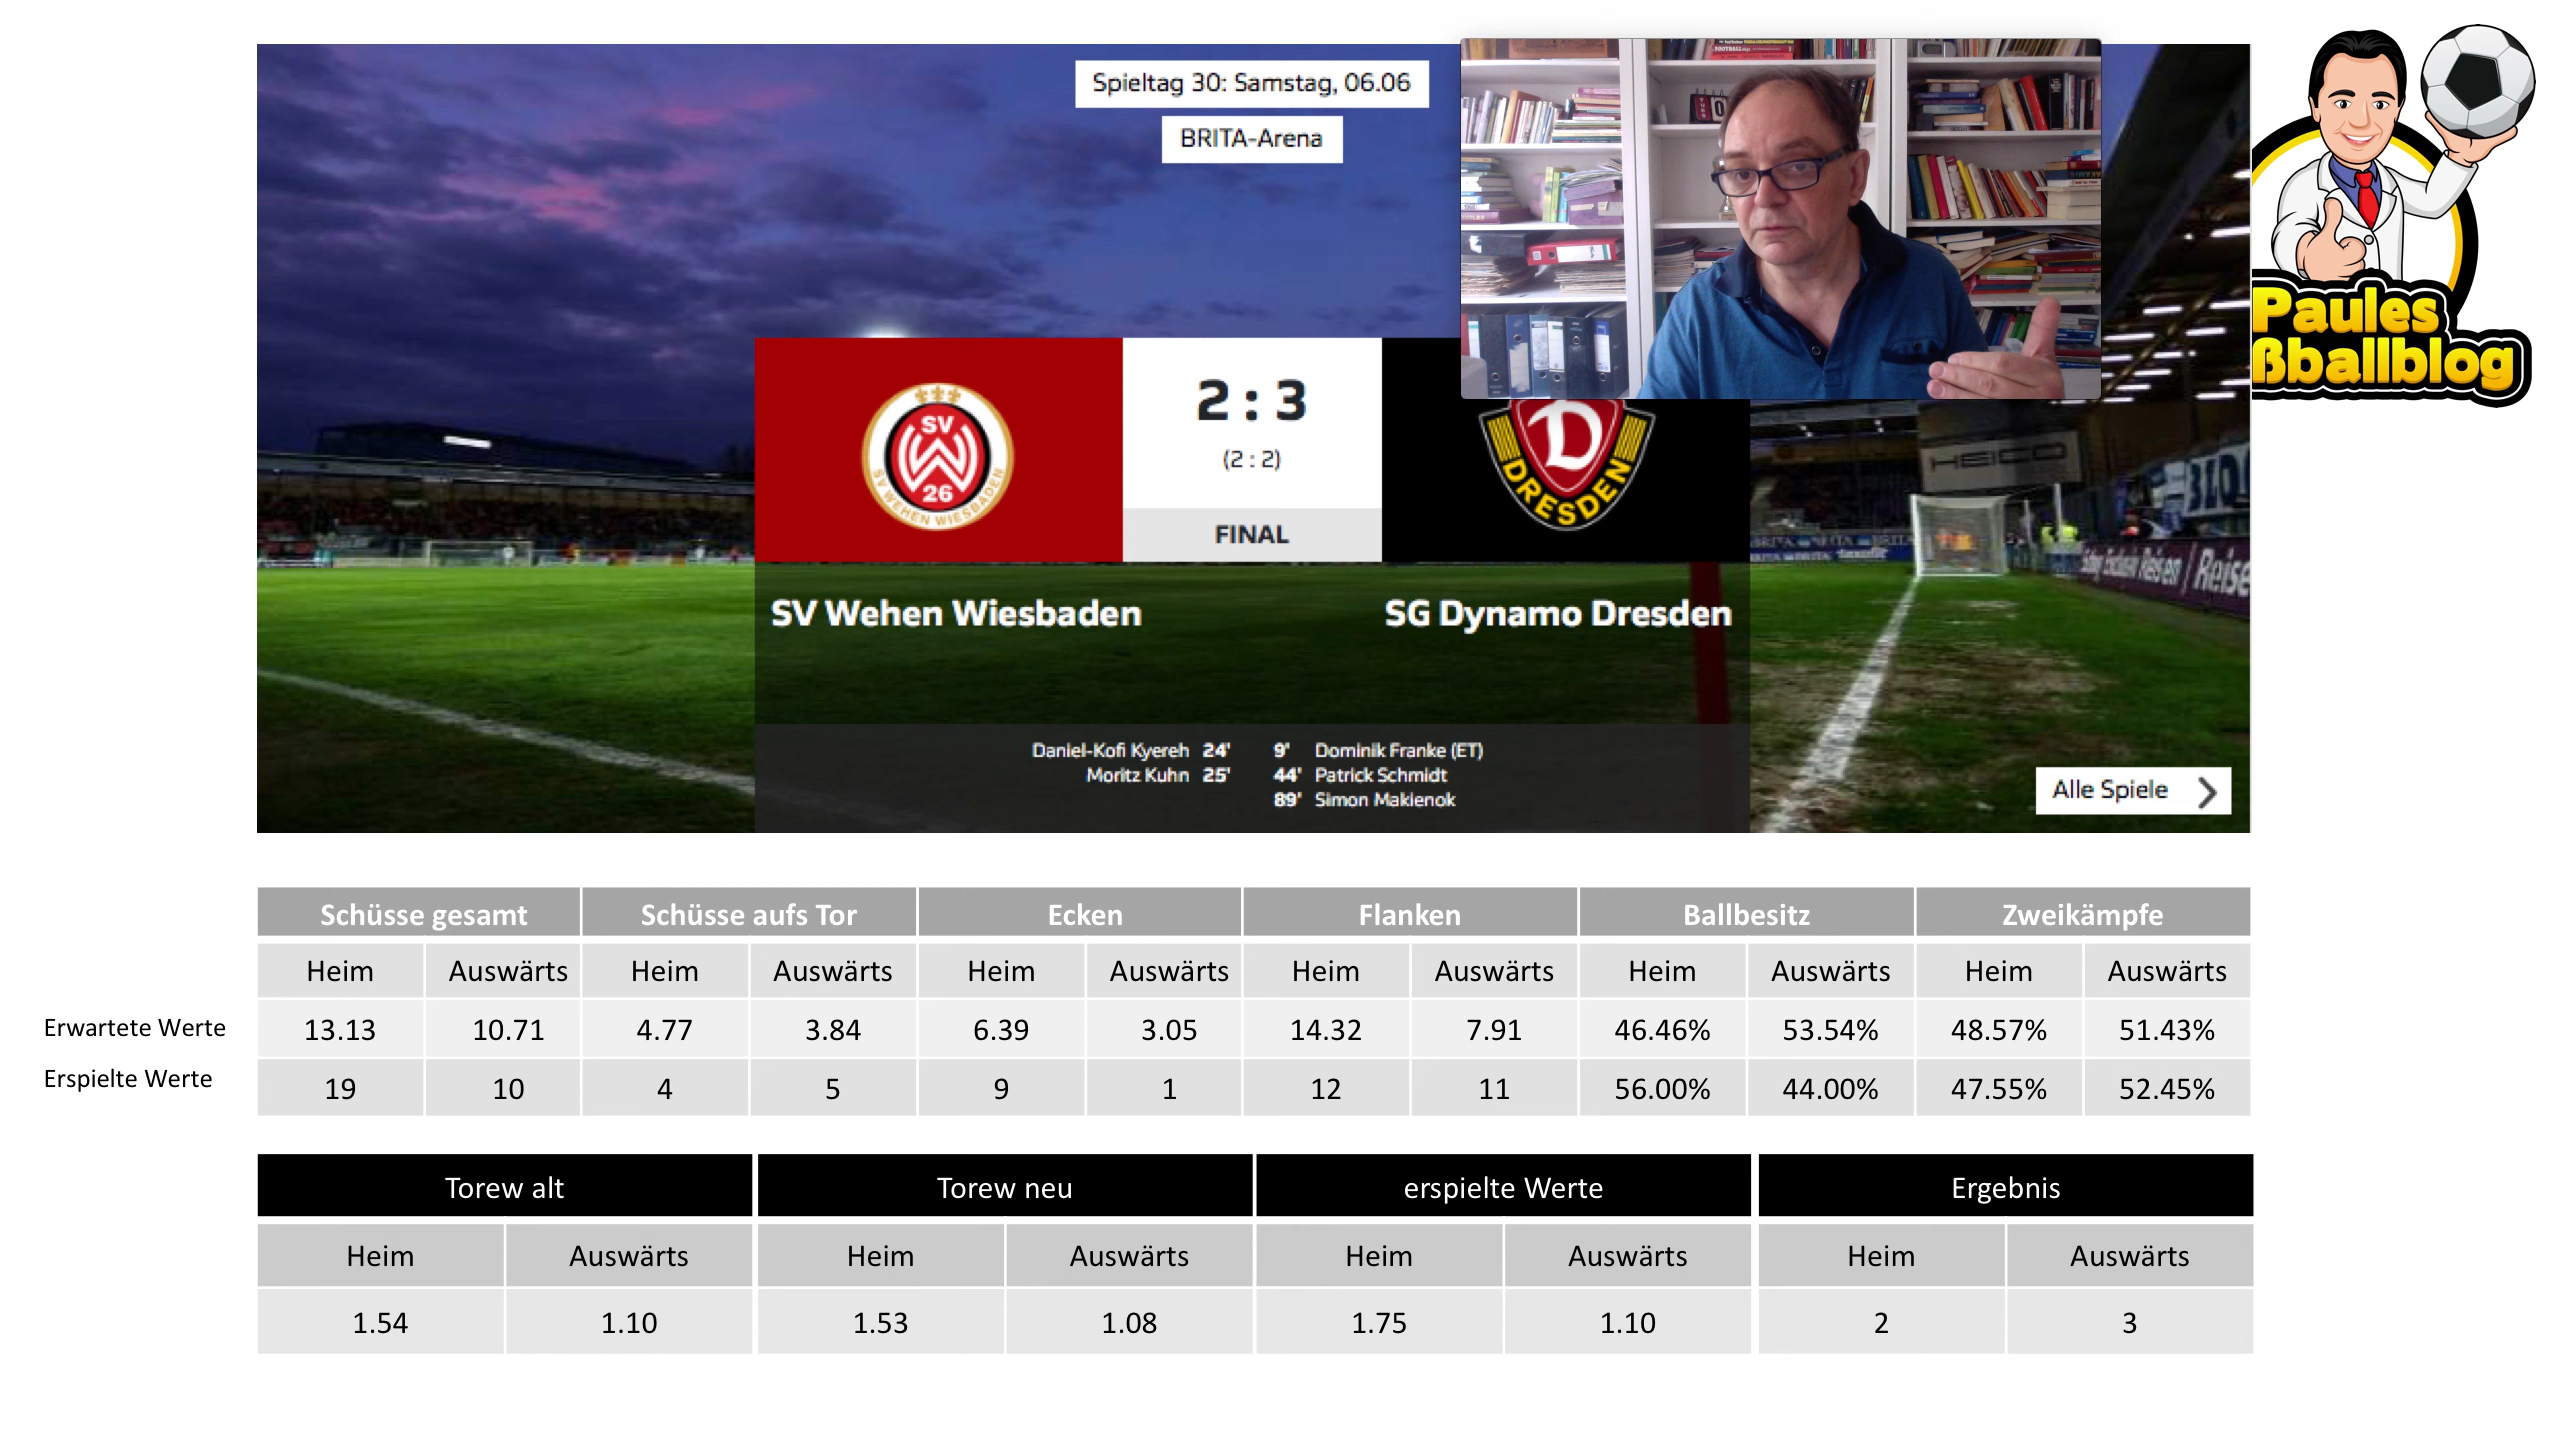 Spieltag 30: Samstag, 06.06
BRITA-Arena
Paules
ßballblog
2 : 3
(2 : 2)
FINAL
SV
26
SV WEHEN WIESBADEN
D
DRESDEN
HEICO
SV Wehen Wiesbaden
SG Dynamo Dresden
Daniel-Kofi Kyereh 24' 9' Dominik Franke (ET)
Moritz Kuhn 25' 44' Patrick Schmidt
89' Simon Makienok
Alle Spiele
Schüsse gesamt Schüsse aufs Tor Ecken Flanken Ballbesitz Zweikämpfe
Heim Auswärts Heim Auswärts Heim Auswärts Heim Auswärts Heim Auswärts Heim Auswärts
Erwartete Werte 13.13 10.71 4.77 3.84 6.39 3.05 14.32 7.91 46.46% 53.54% 48.57% 51.43%
Erspielte Werte 19 10 4 5 9 1 12 11 56.00% 44.00% 47.55% 52.45%
Torew alt Torew neu erspielte Werte Ergebnis
Heim Auswärts Heim Auswärts Heim Auswärts Heim Auswärts
1.54 1.10 1.53 1.08 1.75 1.10 2 3